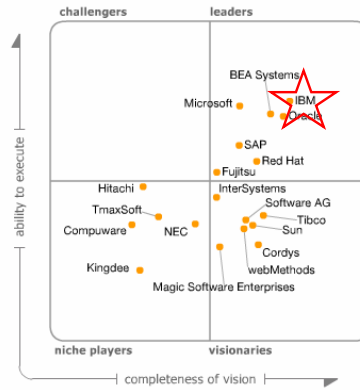 challengers
leaders
BEA Systems
Microsoft
IBM
Oracle
SAP
Red Hat
Fujitsu
Hitachi
InterSystems
TmaxSoft
Software AG
Tibco
Compuware
NEC
Sun
Cordys
Kingdee
webMethods
Magic Software Enterprises
niche players
visionaries
ability to execute
completeness of vision